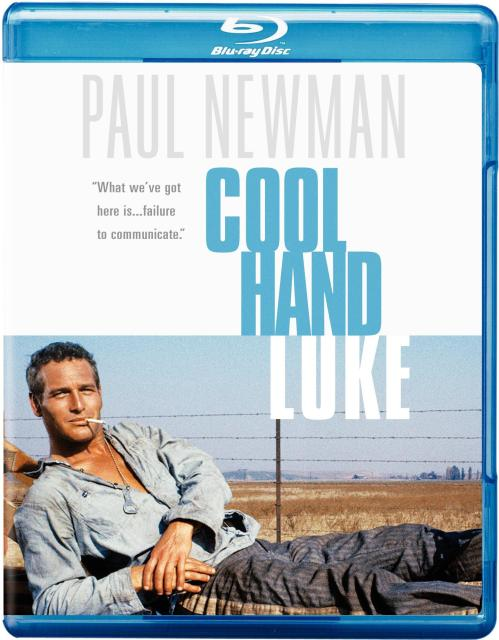 Blu-ray Disc
PAUL NEWMAN
“What we’ve got
here is...failure
to communicate.”
COOL
HAND
LUKE